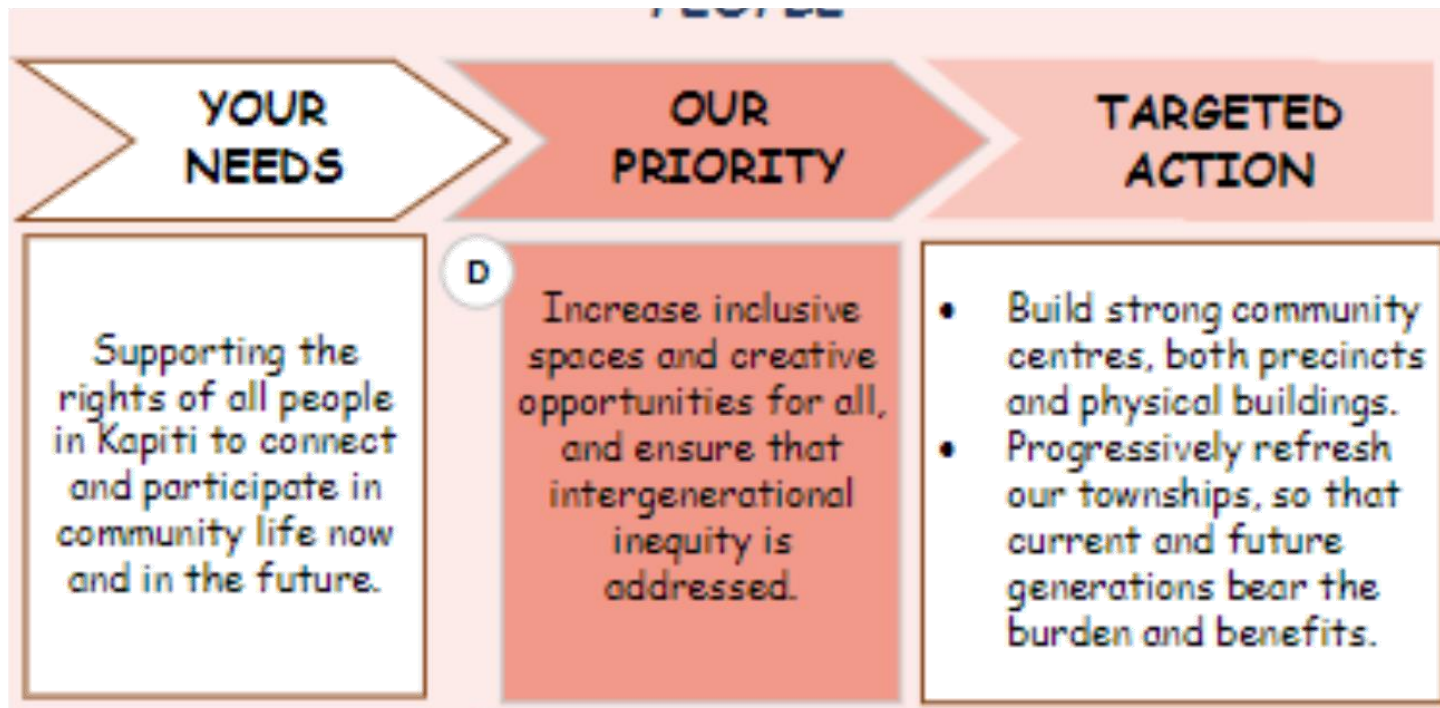 YOUR
NEEDS
OUR
PRIORITY
TARGETED
ACTION
Supporting the
rights of all people
in Kapiti to connect
and participate in
community life now
and in the future.
D
Increase inclusive
spaces and creative
opportunities for all,
and ensure that
intergenerational
inequity is
addressed.
• Build strong community
centres, both precincts
and physical buildings.
• Progressively refresh
our townships, so that
current and future
generations bear the
burden and benefits.